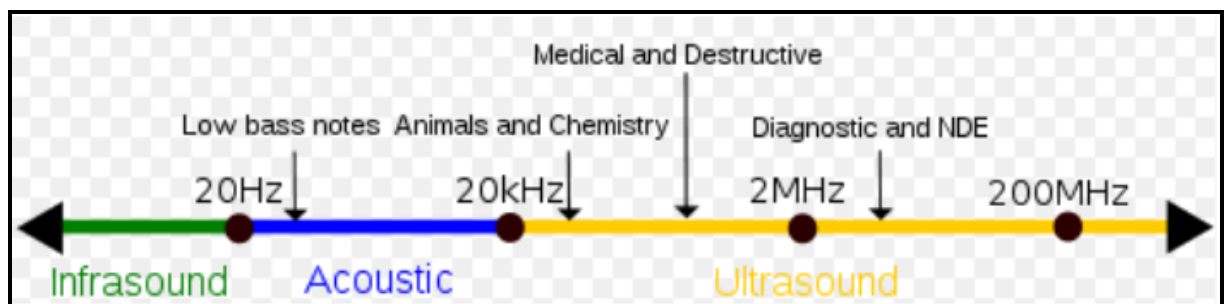 Medical and Destructive
Low bass notes Animals and Chemistry Diagnostic and NDE
20Hz 20kHz 2MHz 200MHz
Infrasound Acoustic Ultrasound